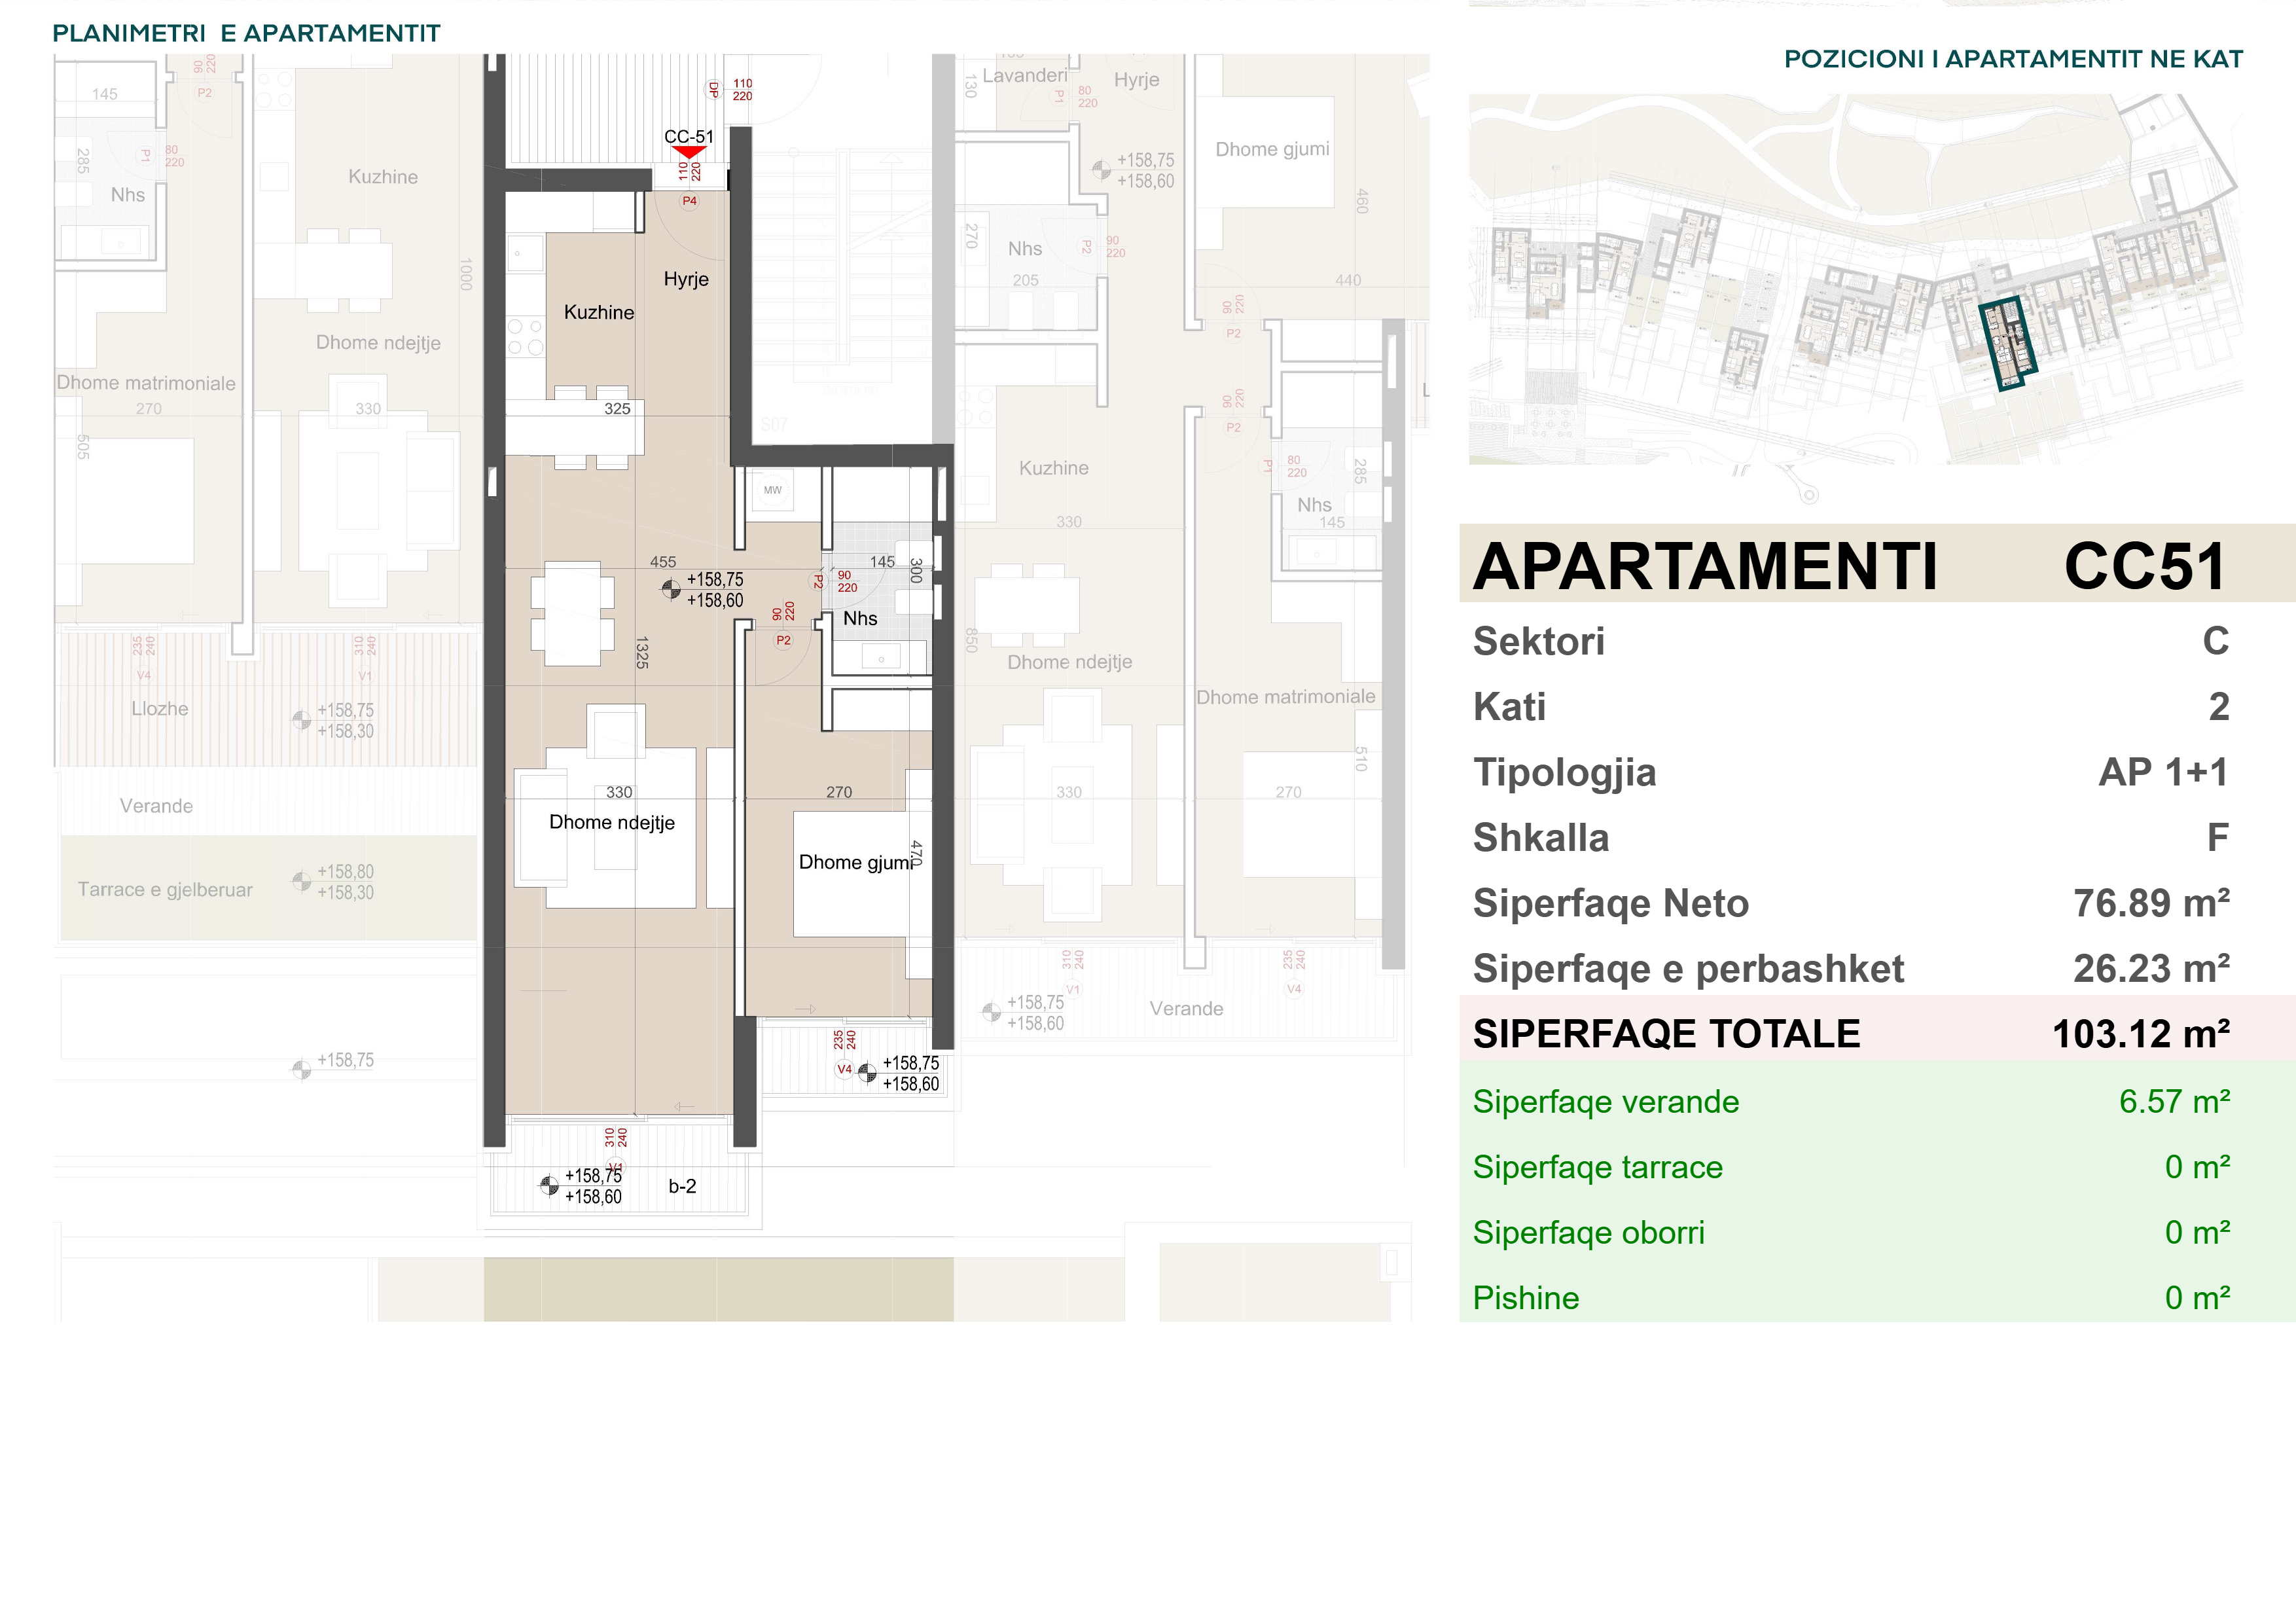 PLANIMETRI E APARTAMENTIT
POZICIONI I APARTAMENTIT NE KAT
145
90
220
P2
285
P1
80
220
Nhs
Kuzhine
1000
Dhome ndejtje
Dhome matrimoniale
270
330
505
235
240
V4
310
240
V1
Llozhe
+158,75
+158,30
Verande
Tarrace e gjelberuar
+158,80
+158,30
+158,75
DP
110
220
CC-51
110
220
P4
Hyrje
Kuzhine
325
S07
MW
455
+158,75
+158,60
P2
90
220
145
300
90
220
P2
Nhs
1325
330
270
Dhome ndejtje
Dhome gjumi
470
235
240
V4
+158,75
+158,60
310
240
V1
+158,75
+158,60
b-2
130
Lavanderi
P1
80
220
Hyrje
Dhome gjumi
+158,75
+158,60
460
270
Nhs
P2
90
220
205
440
90
220
P2
90
220
P2
Kuzhine
P1
80
220
285
Nhs
145
330
850
Dhome ndejtje
Dhome matrimoniale
510
330
270
310
240
V1
235
240
V4
+158,75
+158,60
Verande
APARTAMENTI CC51
Sektori C
Kati 2
Tipologjia AP 1+1
Shkalla F
Siperfaqe Neto 76.89 m²
Siperfaqe e perbashket 26.23 m²
SIPERFAQE TOTALE 103.12 m²
Siperfaqe verande 6.57 m²
Siperfaqe tarrace 0 m²
Siperfaqe oborri 0 m²
Pishine 0 m²